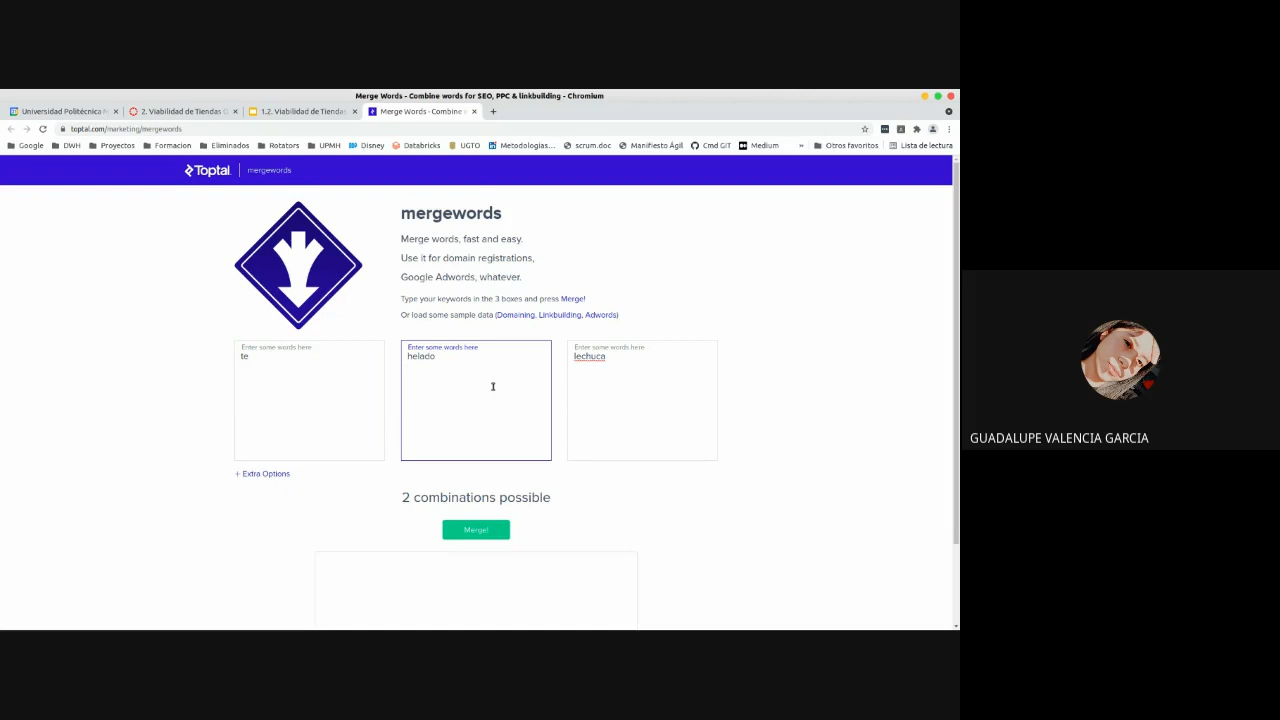 Merge Words - Combine words for SEO, PPC & linkbuilding - Chromium
Universidad Politécnica
2. Viabilidad de Tiendas
1.2. Viabilidad de Tiendas
Merge Words - Combine
toptal.com/marketing/mergewords
Google DWH Proyectos Formacion Eliminados Rotators UPMH Disney Databricks UGTO Metodologías... scrum.doc Manifiesto Ágil Cmd GIT Medium » Otros favoritos Lista de lectura
Toptal mergewords
mergewords
Merge words, fast and easy.
Use it for domain registrations,
Google Adwords, whatever.
Type your keywords in the 3 boxes and press Merge!
Or load some sample data (Domaining, Linkbuilding, Adwords)
Enter some words here
te
Enter some words here
helado
Enter some words here
lechuca
+ Extra Options
2 combinations possible
Merge!
GUADALUPE VALENCIA GARCIA